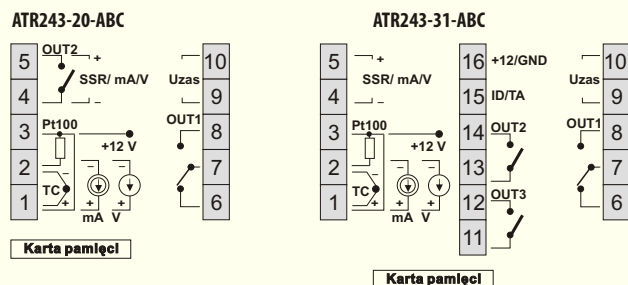 ATR243-20-ABC
5 OUT2 + 10
SSR/ mA/V Uzas
4 – 9
3 Pt100 +12 V OUT1 8
2 – – – 7
TC
1 + + + 6
mA V
Karta pamięci
ATR243-31-ABC
5 + 16 +12/GND 10
SSR/ mA/V Uzas
4 – 15 ID/TA 9
3 Pt100 +12 V 14 OUT2 OUT1 8
2 – – – 13 7
TC
1 + + + 12 OUT3 6
mA V 11
Karta pamięci